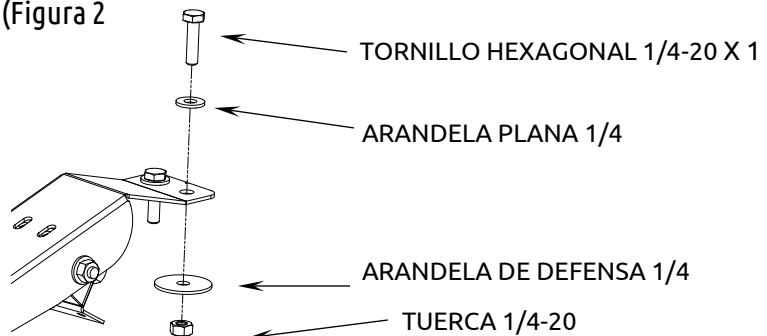 (Figura 2
TORNILLO HEXAGONAL 1/4-20 X 1
ARANDELA PLANA 1/4
ARANDELA DE DEFENSA 1/4
TUERCA 1/4-20